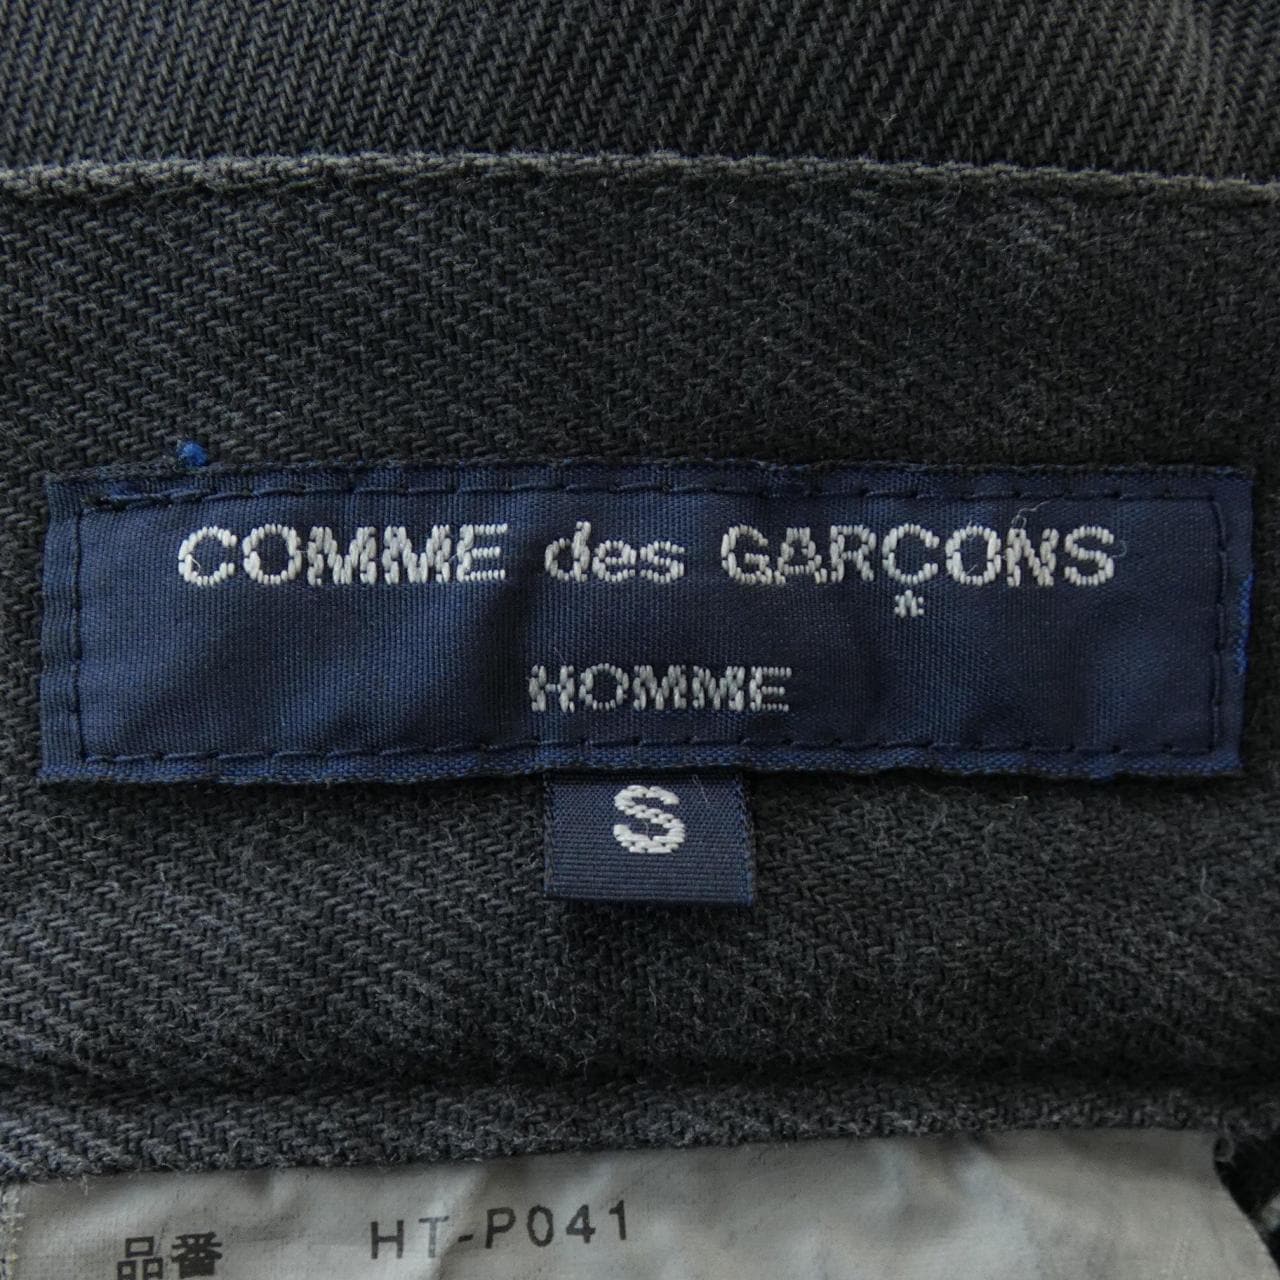 COMME des GARÇONS
HOMME
S
品番 HT-P041